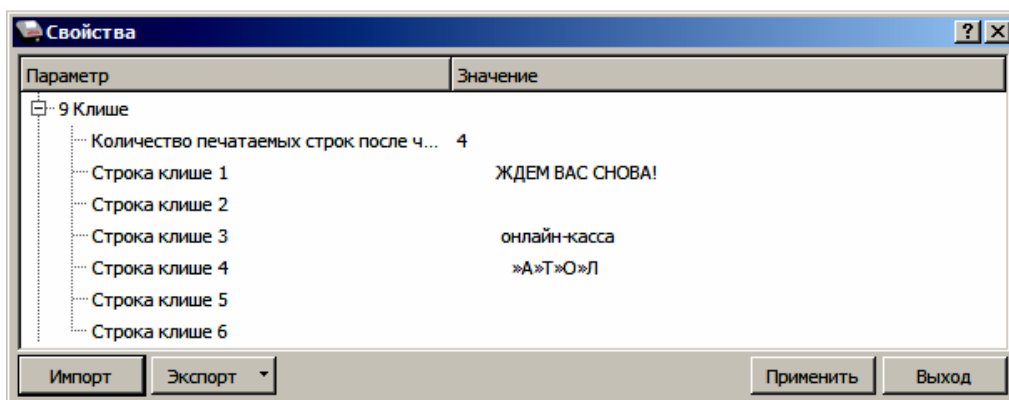 Свойства
Параметр Значение
9 Клише
Количество печатаемых строк после ч... 4
Строка клише 1 ЖДЕМ ВАС СНОВА!
Строка клише 2
Строка клише 3 онлайн-касса
Строка клише 4 »А»Т»О»Л
Строка клише 5
Строка клише 6
Импорт Экспорт Применить Выход